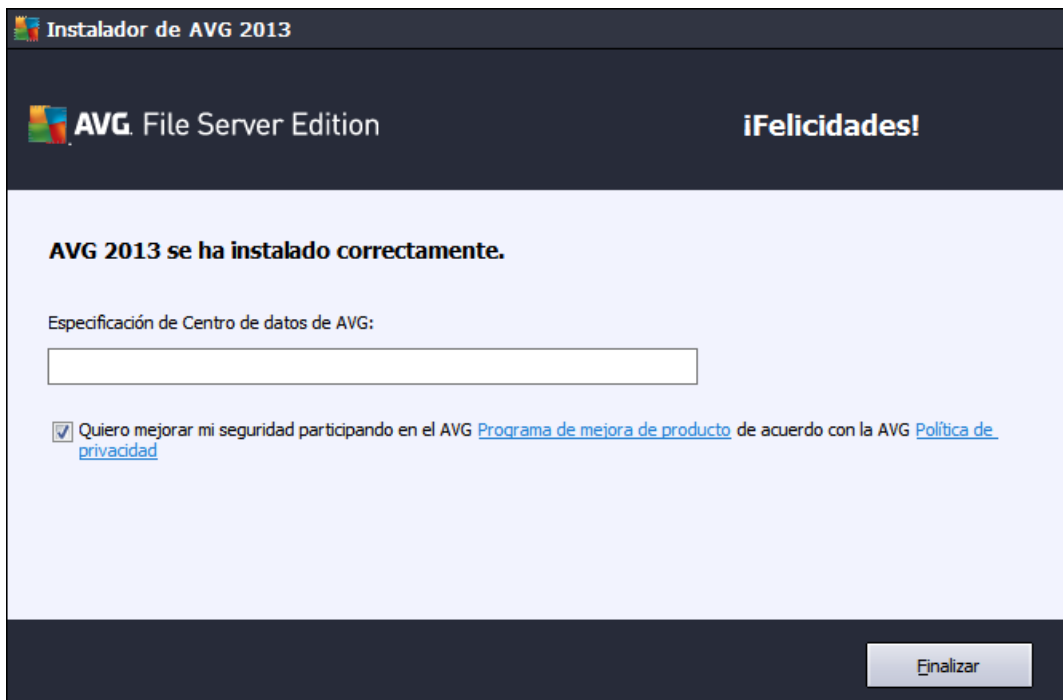 Instalador de AVG 2013
AVG. File Server Edition
¡Felicidades!
AVG 2013 se ha instalado correctamente.
Especificación de Centro de datos de AVG:
Quiero mejorar mi seguridad participando en el AVG Programa de mejora de producto de acuerdo con la AVG Política de
privacidad
Finalizar